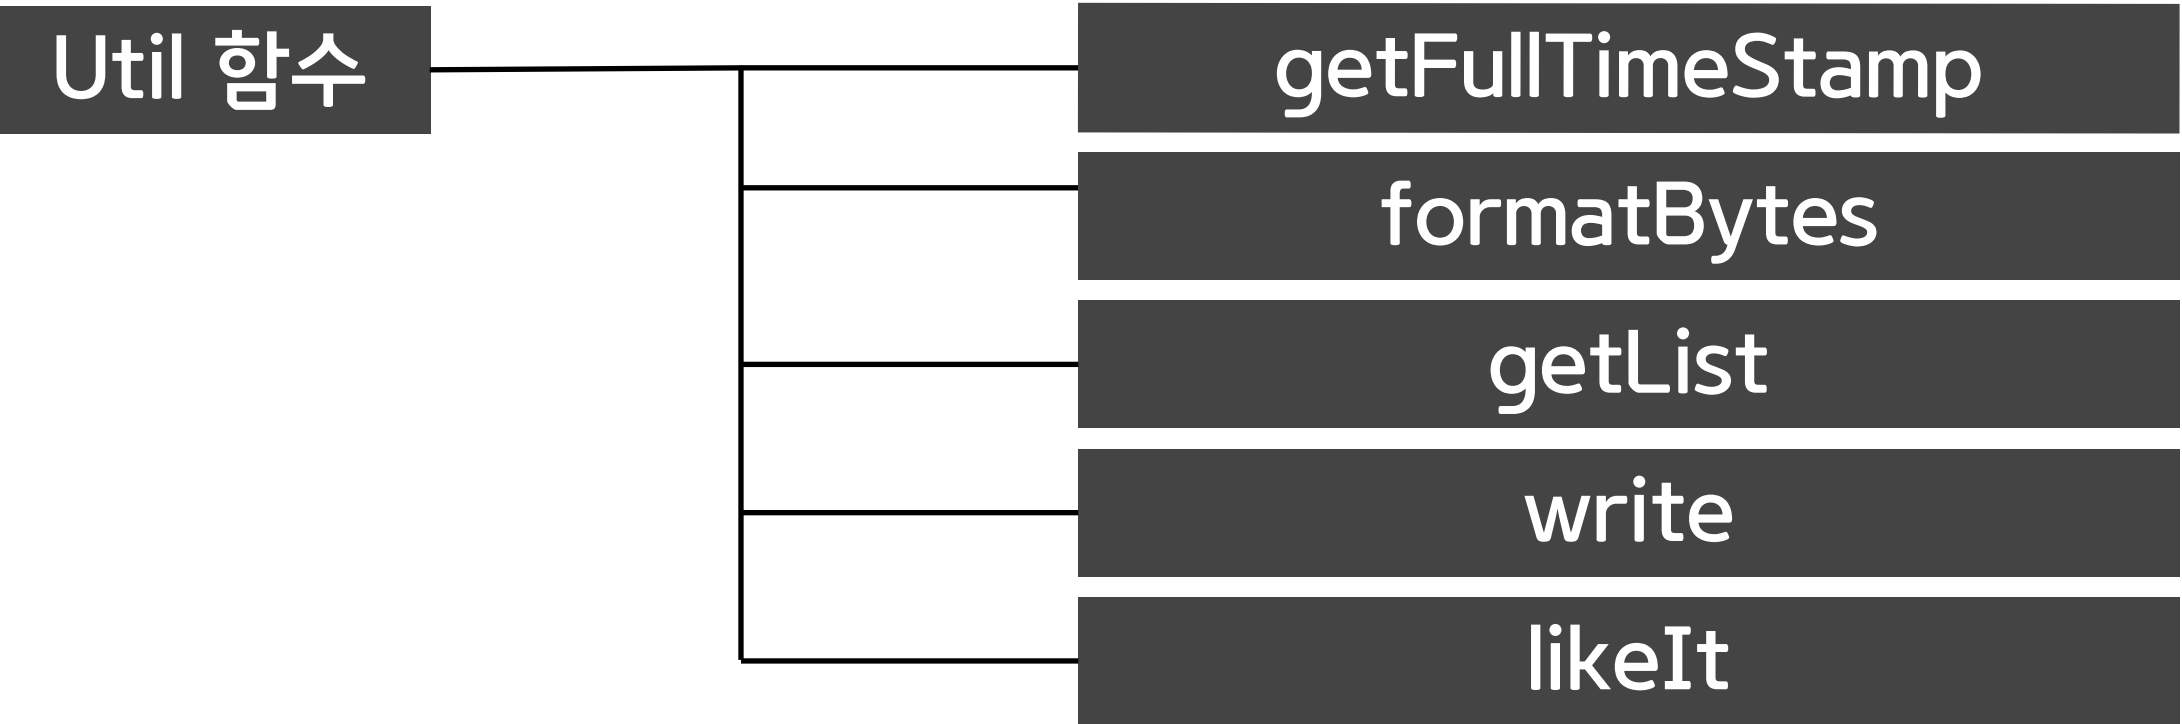 Util 함수
getFullTimeStamp
formatBytes
getList
write
likeIt